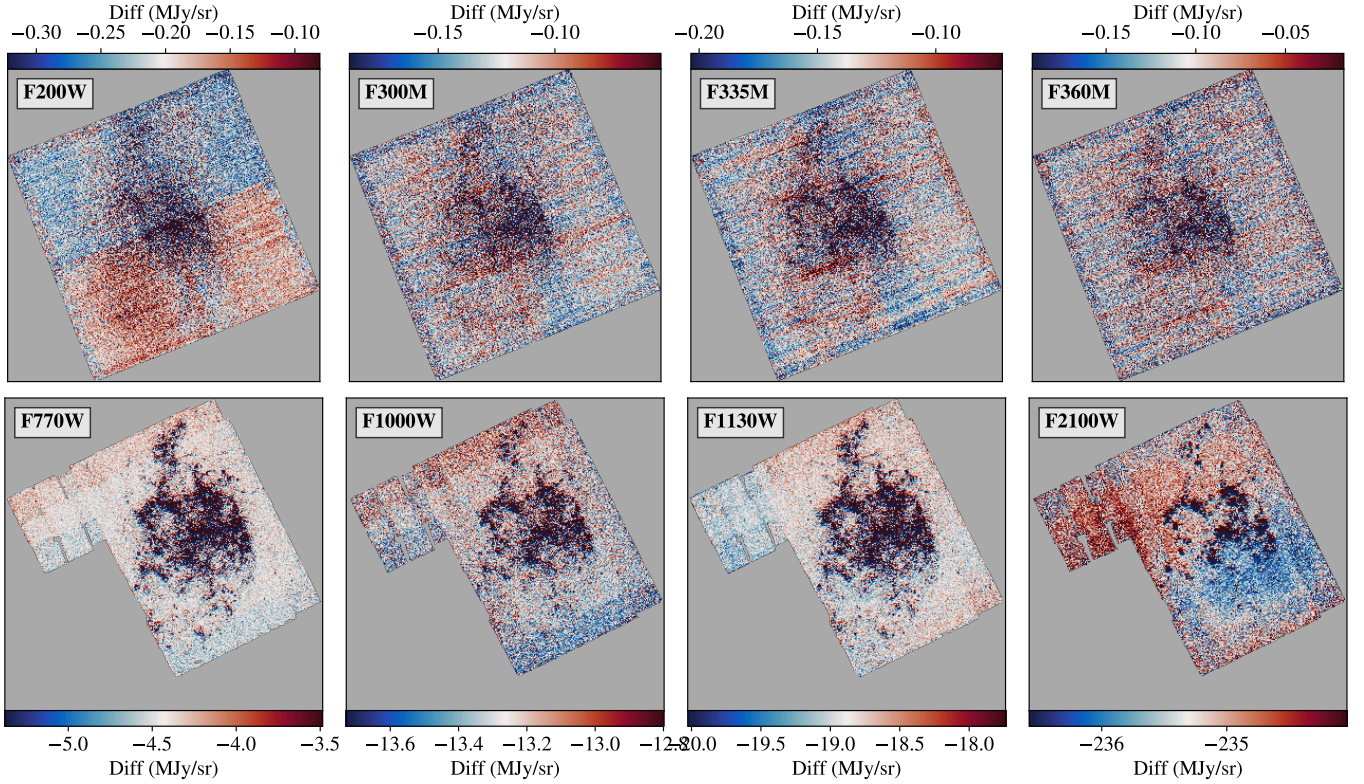 Diff (MJy/sr) Diff (MJy/sr) Diff (MJy/sr) Diff (MJy/sr)
−0.30 −0.25 −0.20 −0.15 −0.10 −0.15 −0.10 −0.20 −0.15 −0.10 −0.15 −0.10 −0.05
F200W F300M F335M F360M
F770W F1000W F1130W F2100W
−5.0 −4.5 −4.0 −3.5 −13.6 −13.4 −13.2 −13.0 −12.8 −20.0 −19.5 −19.0 −18.5 −18.0 −236 −235
Diff (MJy/sr) Diff (MJy/sr) Diff (MJy/sr) Diff (MJy/sr)